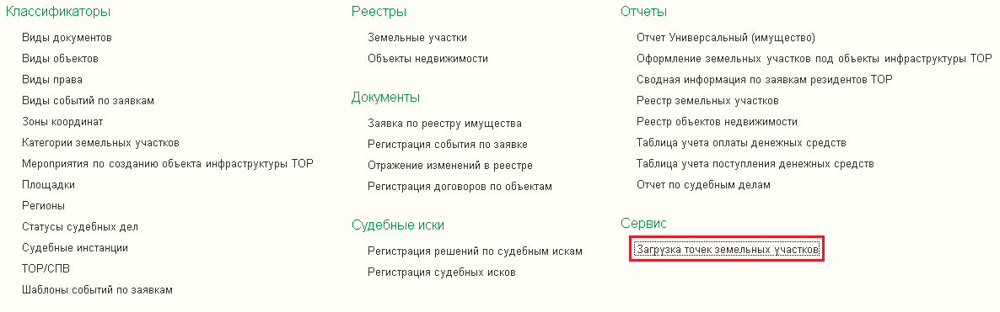 Классификаторы
Виды документов
Виды объектов
Виды права
Виды событий по заявкам
Зоны координат
Категории земельных участков
Мероприятия по созданию объекта инфраструктуры ТОР
Площадки
Регионы
Статусы судебных дел
Судебные инстанции
ТОР/СПВ
Шаблоны событий по заявкам
Реестры
Земельные участки
Объекты недвижимости
Документы
Заявка по реестру имущества
Регистрация события по заявке
Отражение изменений в реестре
Регистрация договоров по объектам
Судебные иски
Регистрация решений по судебным искам
Регистрация судебных исков
Отчеты
Отчет Универсальный (имущество)
Оформление земельных участков под объекты инфраструктуры ТОР
Сводная информация по заявкам резидентов ТОР
Реестр земельных участков
Реестр объектов недвижимости
Таблица учета оплаты денежных средств
Таблица учета поступления денежных средств
Отчет по судебным делам
Сервис
Загрузка точек земельных участков